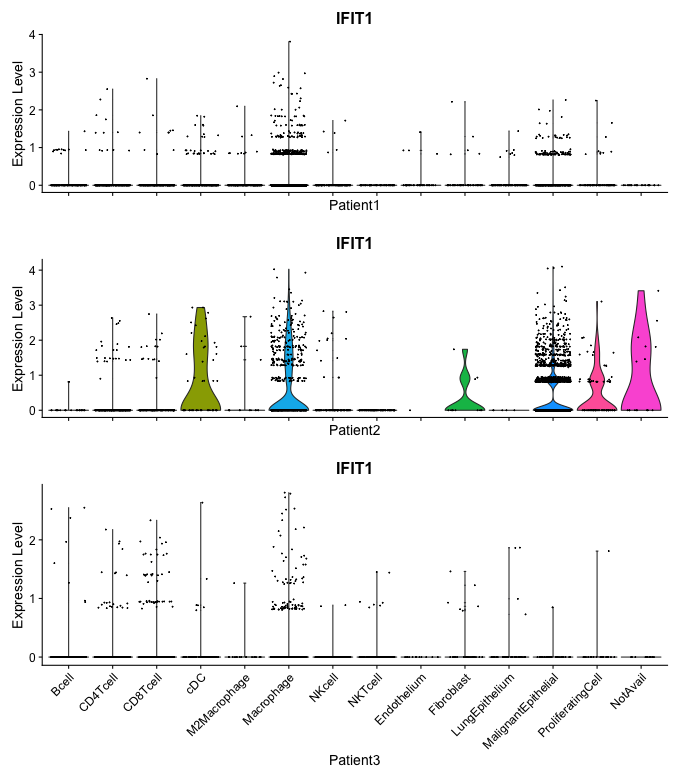 IFIT1
Expression Level
4
3
2
1
0
Patient1
IFIT1
Expression Level
4
3
2
1
0
Patient2
IFIT1
Expression Level
2
1
0
Bcell
CD4Tcell
CD8Tcell
cDC
M2Macrophage
Macrophage
NKcell
NKTcell
Endothelium
Fibroblast
LungEpithelium
MalignantEpithelial
ProliferatingCell
NotAvail
Patient3